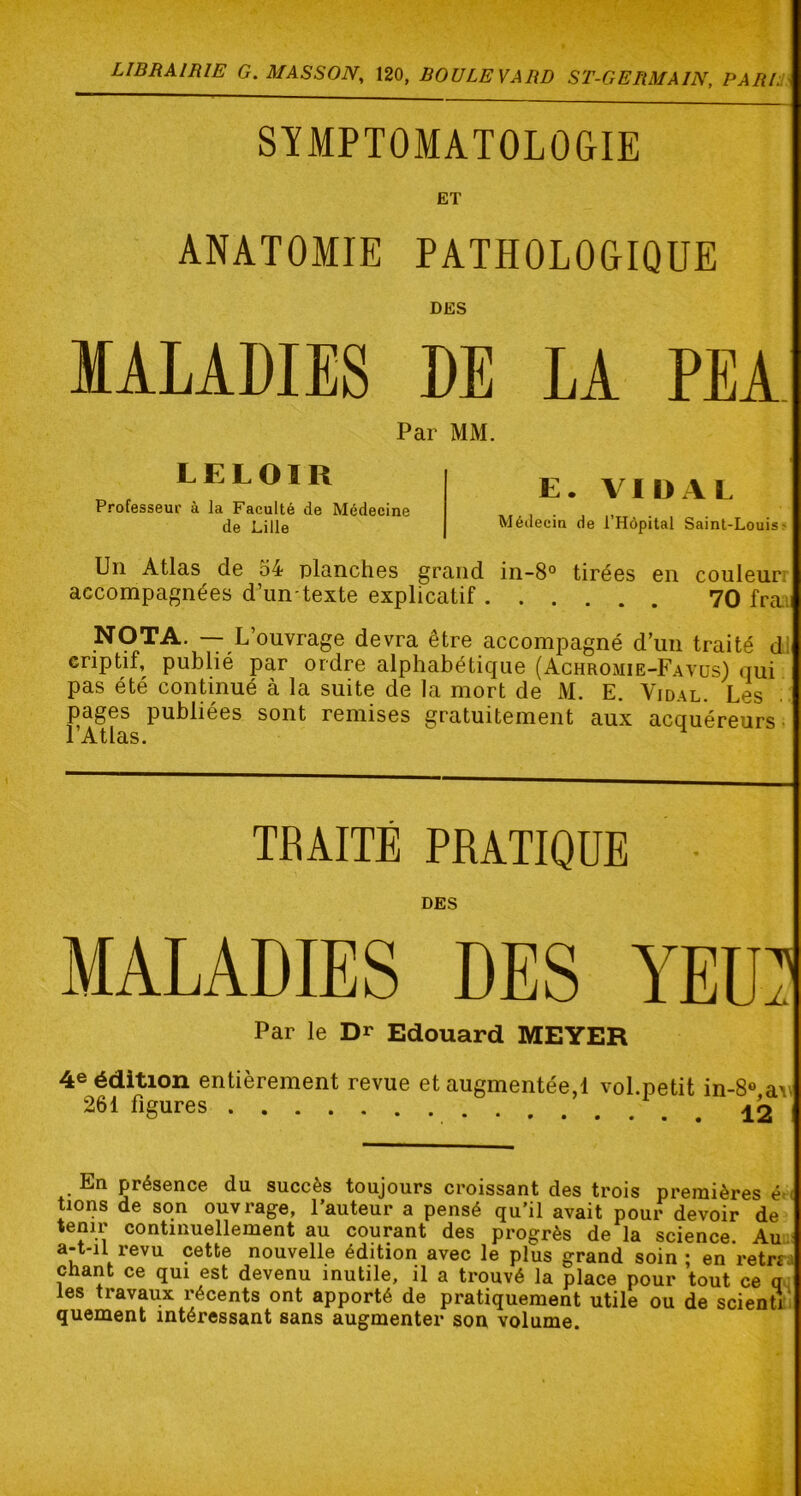 LIBRAIRIE G. MASSON, 120, BOULEVARD ST-GERMAIN, PARI
SYMPTOMATOLOGIE
ET
ANATOMIE PATHOLOGIQUE
DES
MALADIES DE LA PEA
Par MM.
LELOIR
Professeur à la Faculté de Médecine
de Lille
E. VIDAL
Médecin de l'Hôpital Saint-Louis
Un Atlas de 54 planches grand in-8º tirées en couleur
accompagnées d'un texte explicatif . . . . . . 70 fra
NOTA. — L'ouvrage devra être accompagné d'un traité d
criptif, publié par ordre alphabétique (Achromie-Favus) qui
pas été continué à la suite de la mort de M. E. Vidal. Les
pages publiées sont remises gratuitement aux acquéreurs
l'Atlas.
TRAITÉ PRATIQUE
DES
MALADIES DES YEU
Par le Dr Edouard MEYER
4e édition entièrement revue et augmentée, 1 vol. petit in-8º, av
261 figures . . . . . . . . . . . . . . . . 12
En présence du succès toujours croissant des trois premières é
tions de son ouvrage, l'auteur a pensé qu'il avait pour devoir de
tenir continuellement au courant des progrès de la science. Au
a-t-il revu cette nouvelle édition avec le plus grand soin ; en retr
chant ce qui est devenu inutile, il a trouvé la place pour tout ce q
les travaux récents ont apporté de pratiquement utile ou de scienti
quement intéressant sans augmenter son volume.